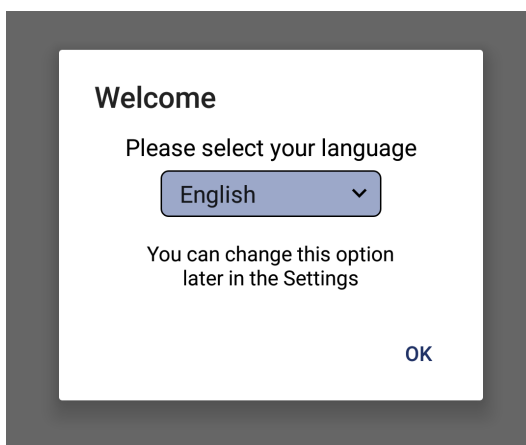 Welcome
Please select your language
English
You can change this option
later in the Settings
OK